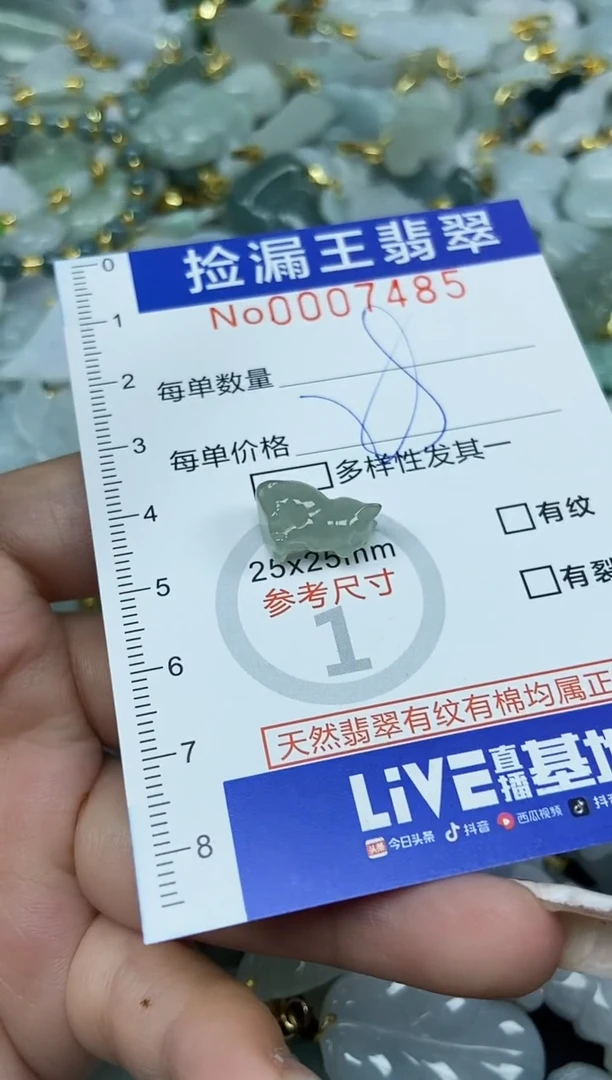 捡漏王翡翠
No0007485
每单数量
每单价格
多样性发其一
有纹
25x25mm
参考尺寸
1
天然翡翠有纹有棉均属正
LiVE直播基地
头条 今日头条 抖音 西瓜视频
0
1
2
3
4
5
6
7
8